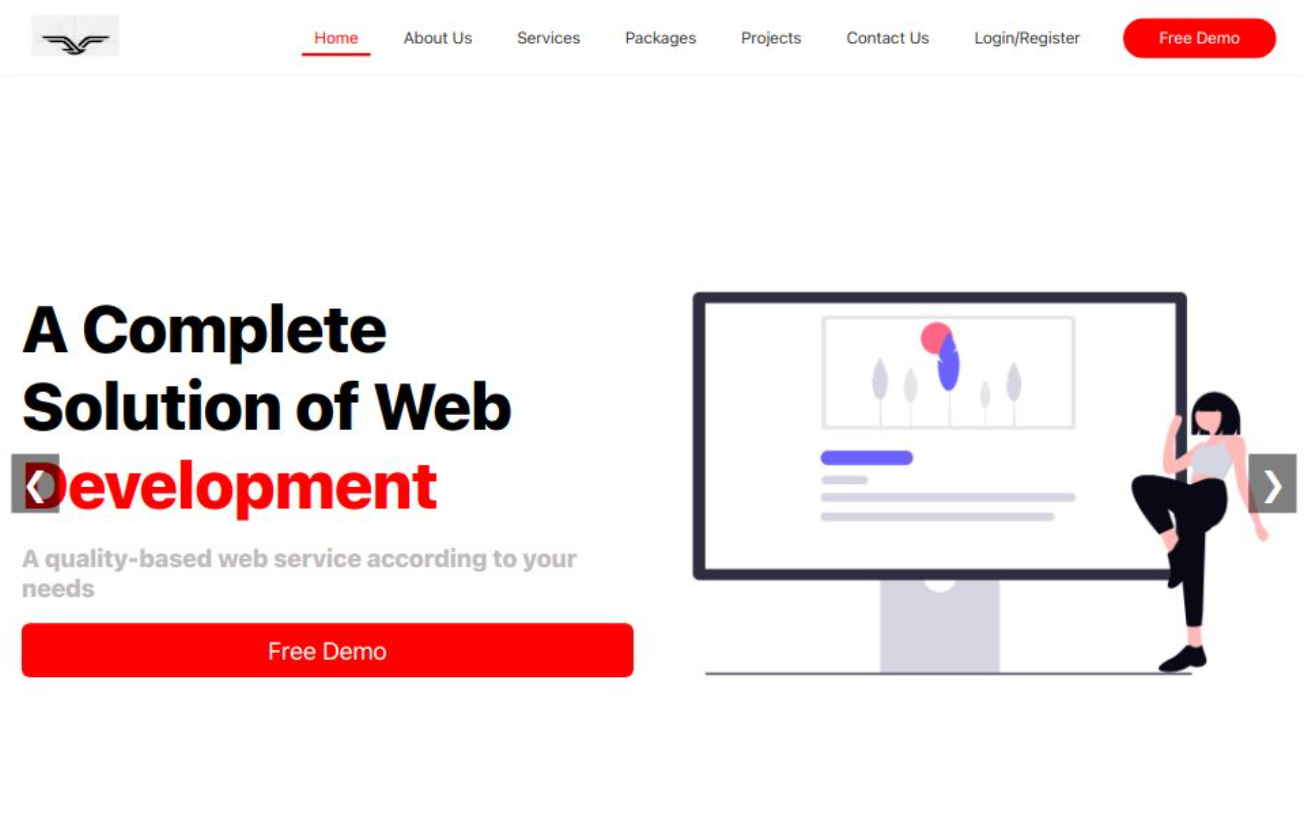 Home About Us Services Packages Projects Contact Us Login/Register Free Demo
A Complete
Solution of Web
Development
A quality-based web service according to your
needs
Free Demo